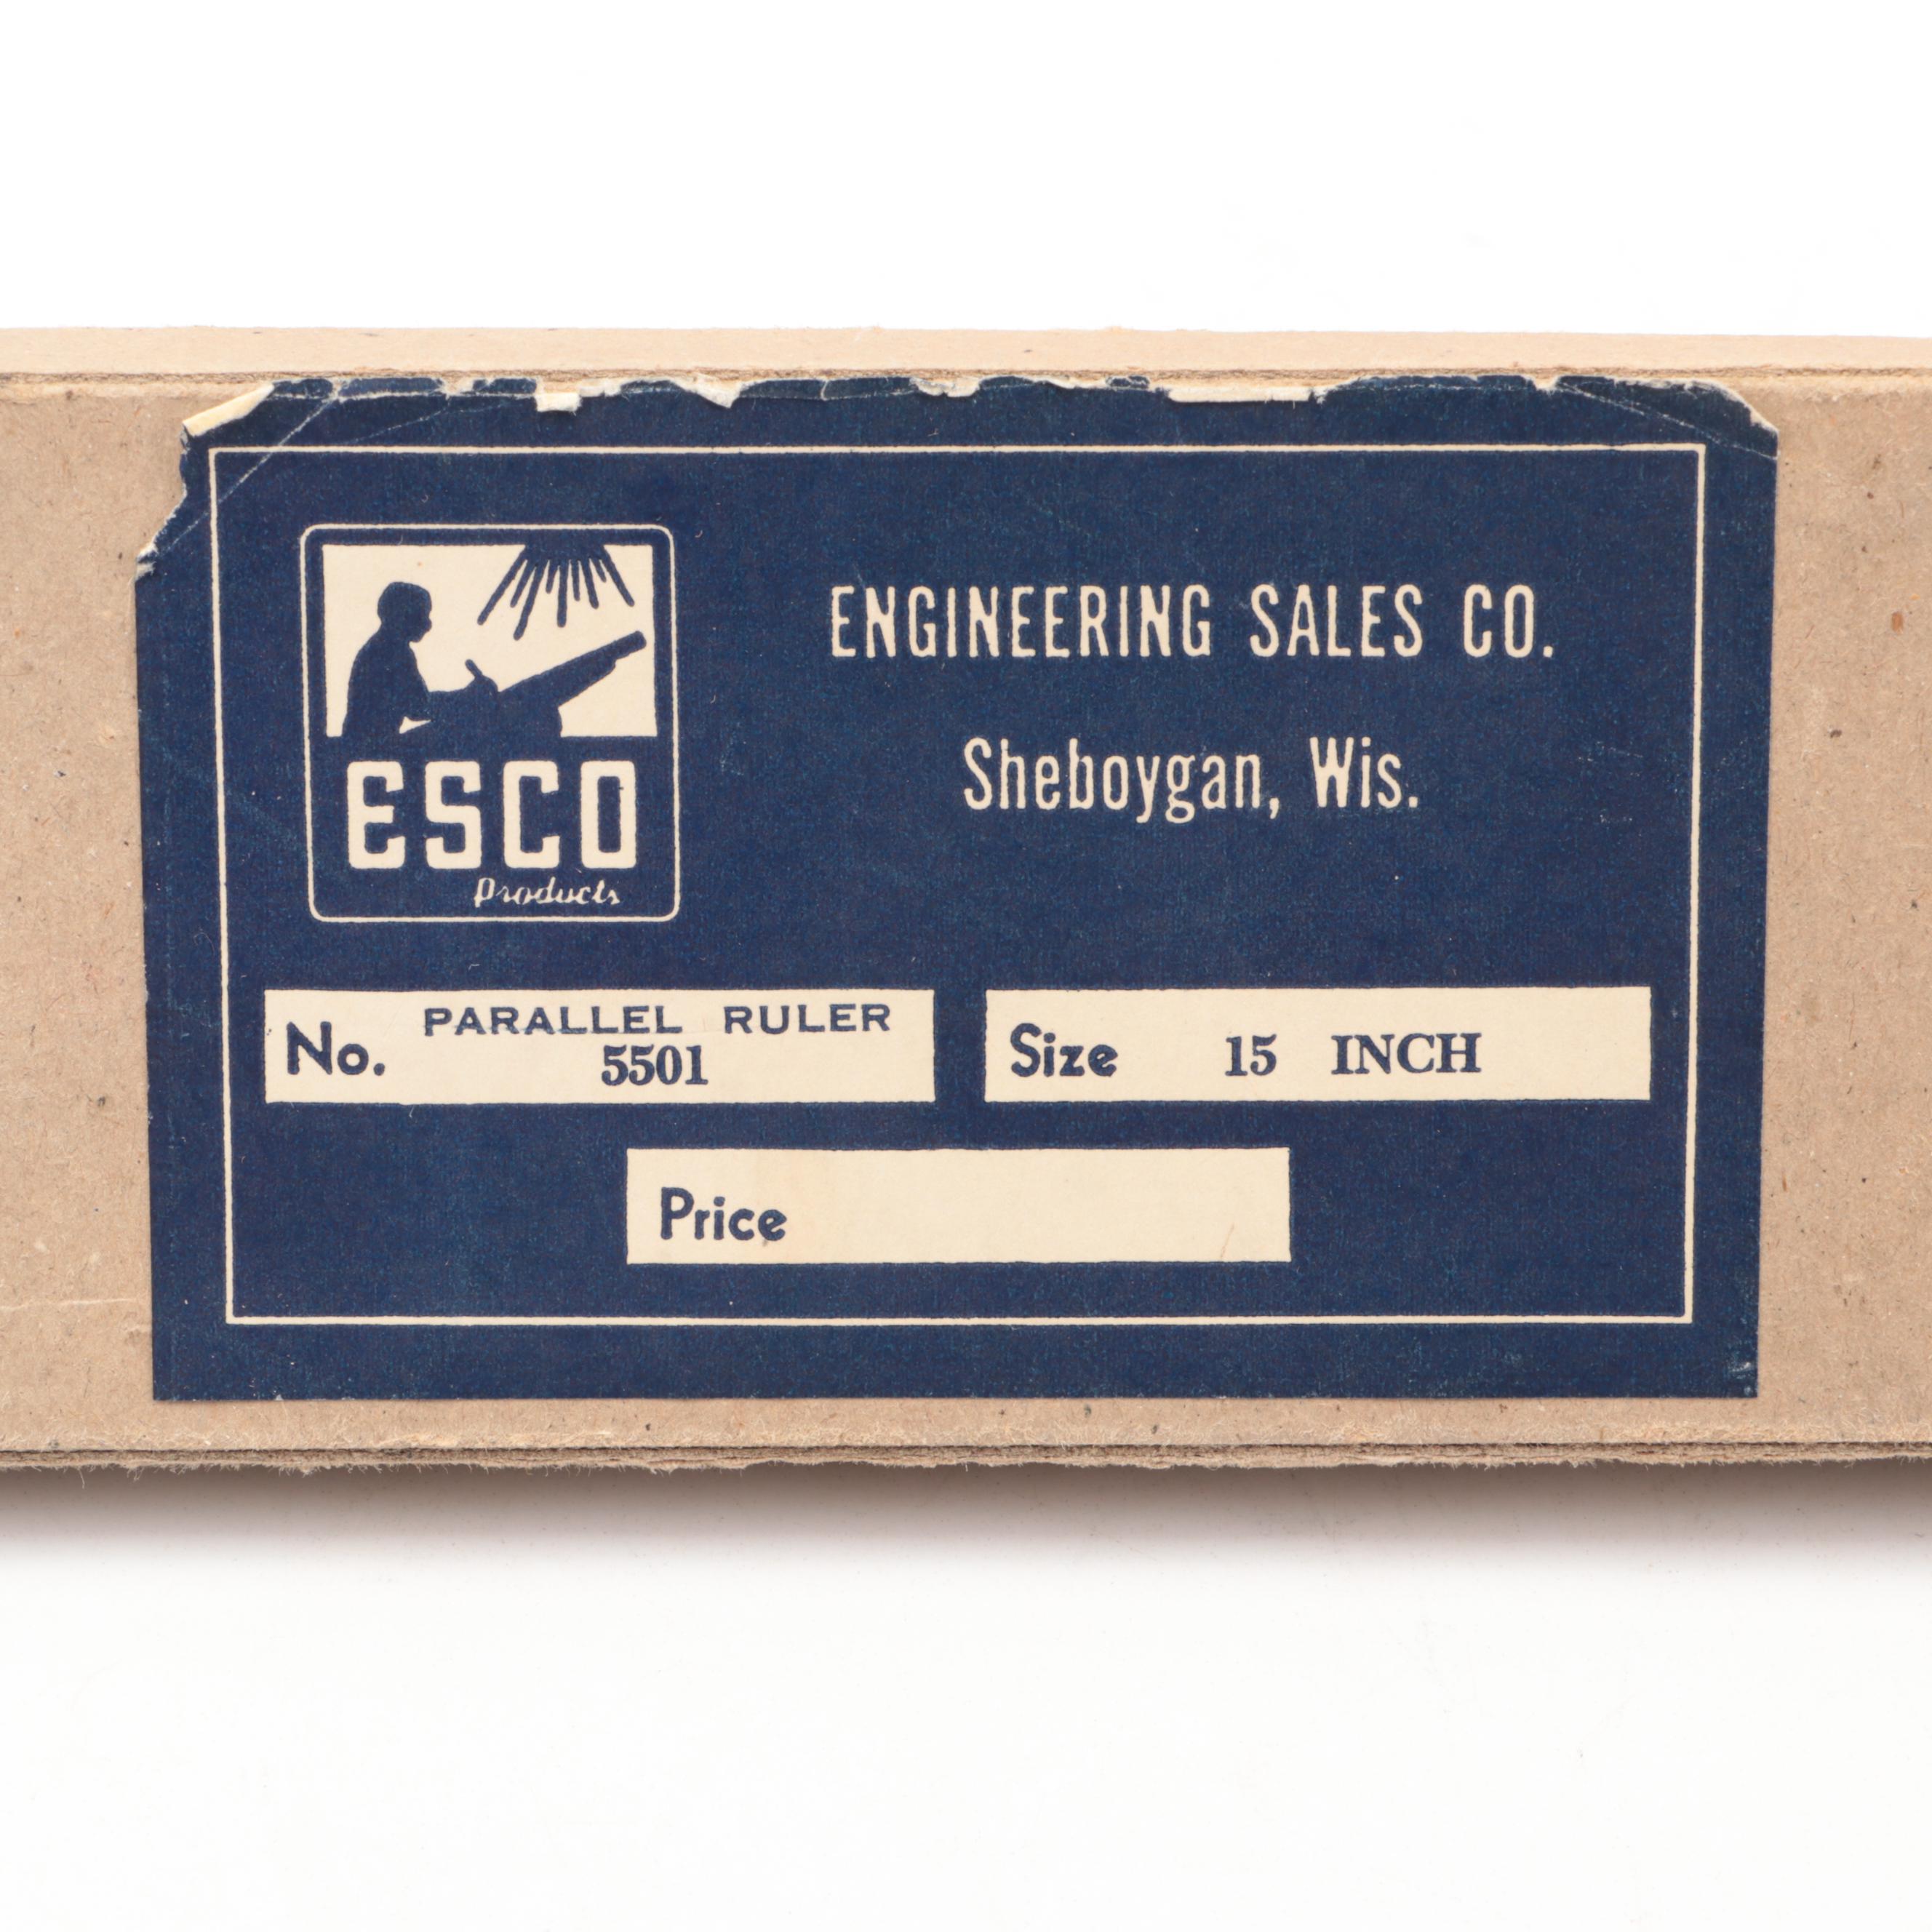 ENGINEERING SALES CO.
Sheboygan, Wis.
ESCO
Products
No. PARALLEL RULER
5501
Size 15 INCH
Price